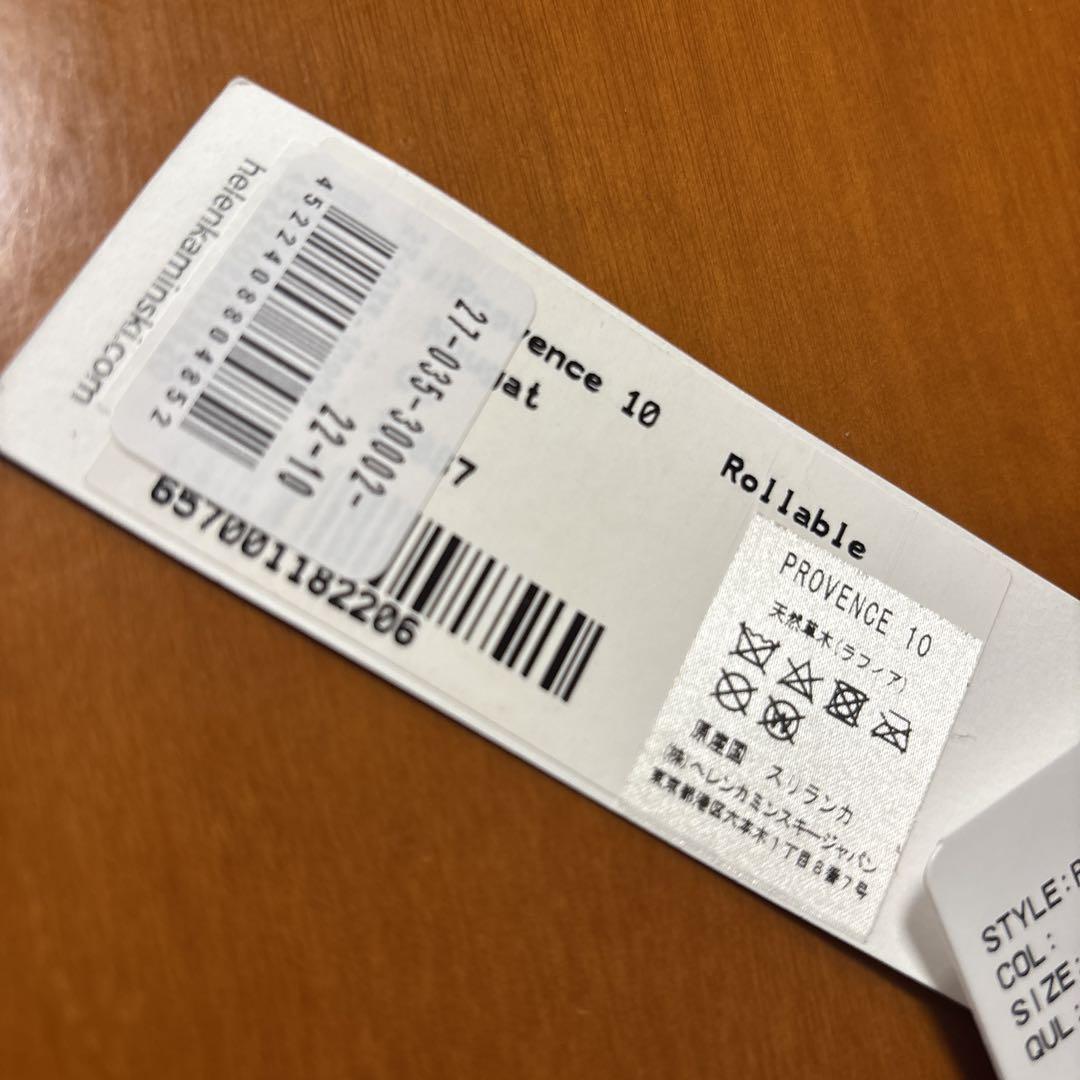 helenkaminski.com
4522408804852
27-035-30002-
22-10
vence 10
at
7
657001182206
Rollable
PROVENCE 10
天然草木(ラフィア)
原産国 スリランカ
(株)ヘレンカミンスキージャパン
東京都港区六本木1丁目8番7号
STYLE:
COL:
SIZE:
QUL: